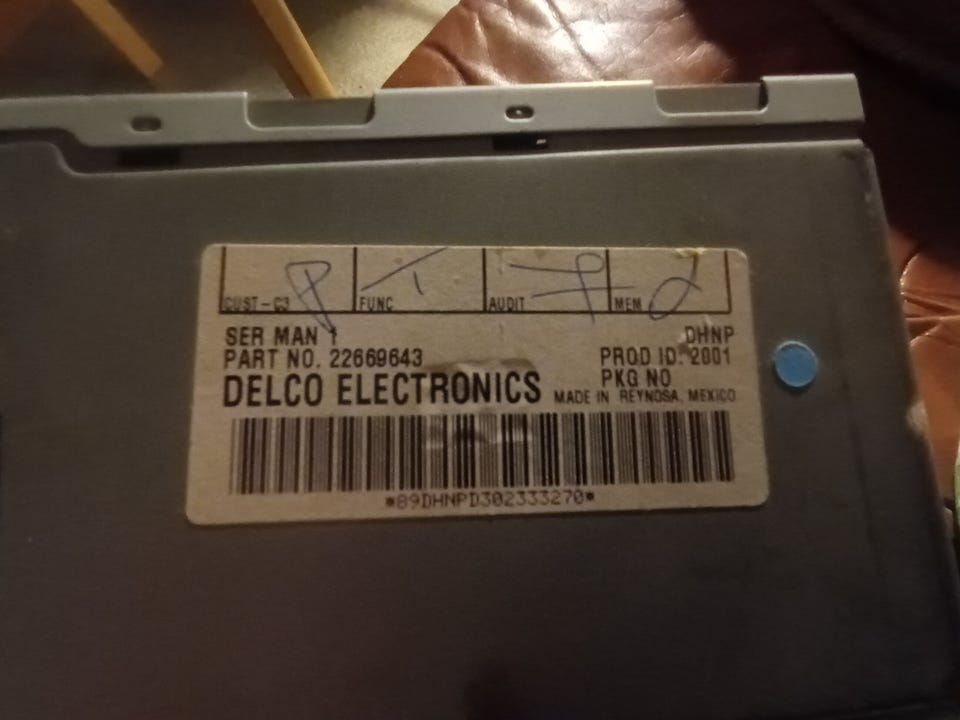 CUST-C3 FUNC AUDIT MEM
SER MAN 1 DHNP
PART NO. 22669643 PROD ID. 2001
PKG NO
DELCO ELECTRONICS MADE IN REYNOSA, MEXICO
*89DHNPD302333270*